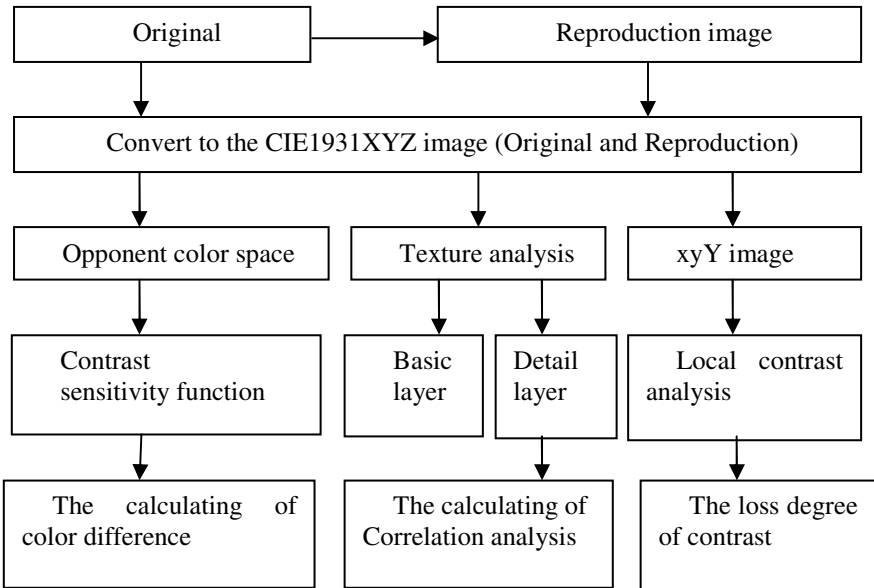 Original
Reproduction image
Convert to the CIE1931XYZ image (Original and Reproduction)
Opponent color space
Texture analysis
xyY image
Contrast
sensitivity function
Basic
layer
Detail
layer
Local contrast
analysis
The calculating of
color difference
The calculating of
Correlation analysis
The loss degree
of contrast